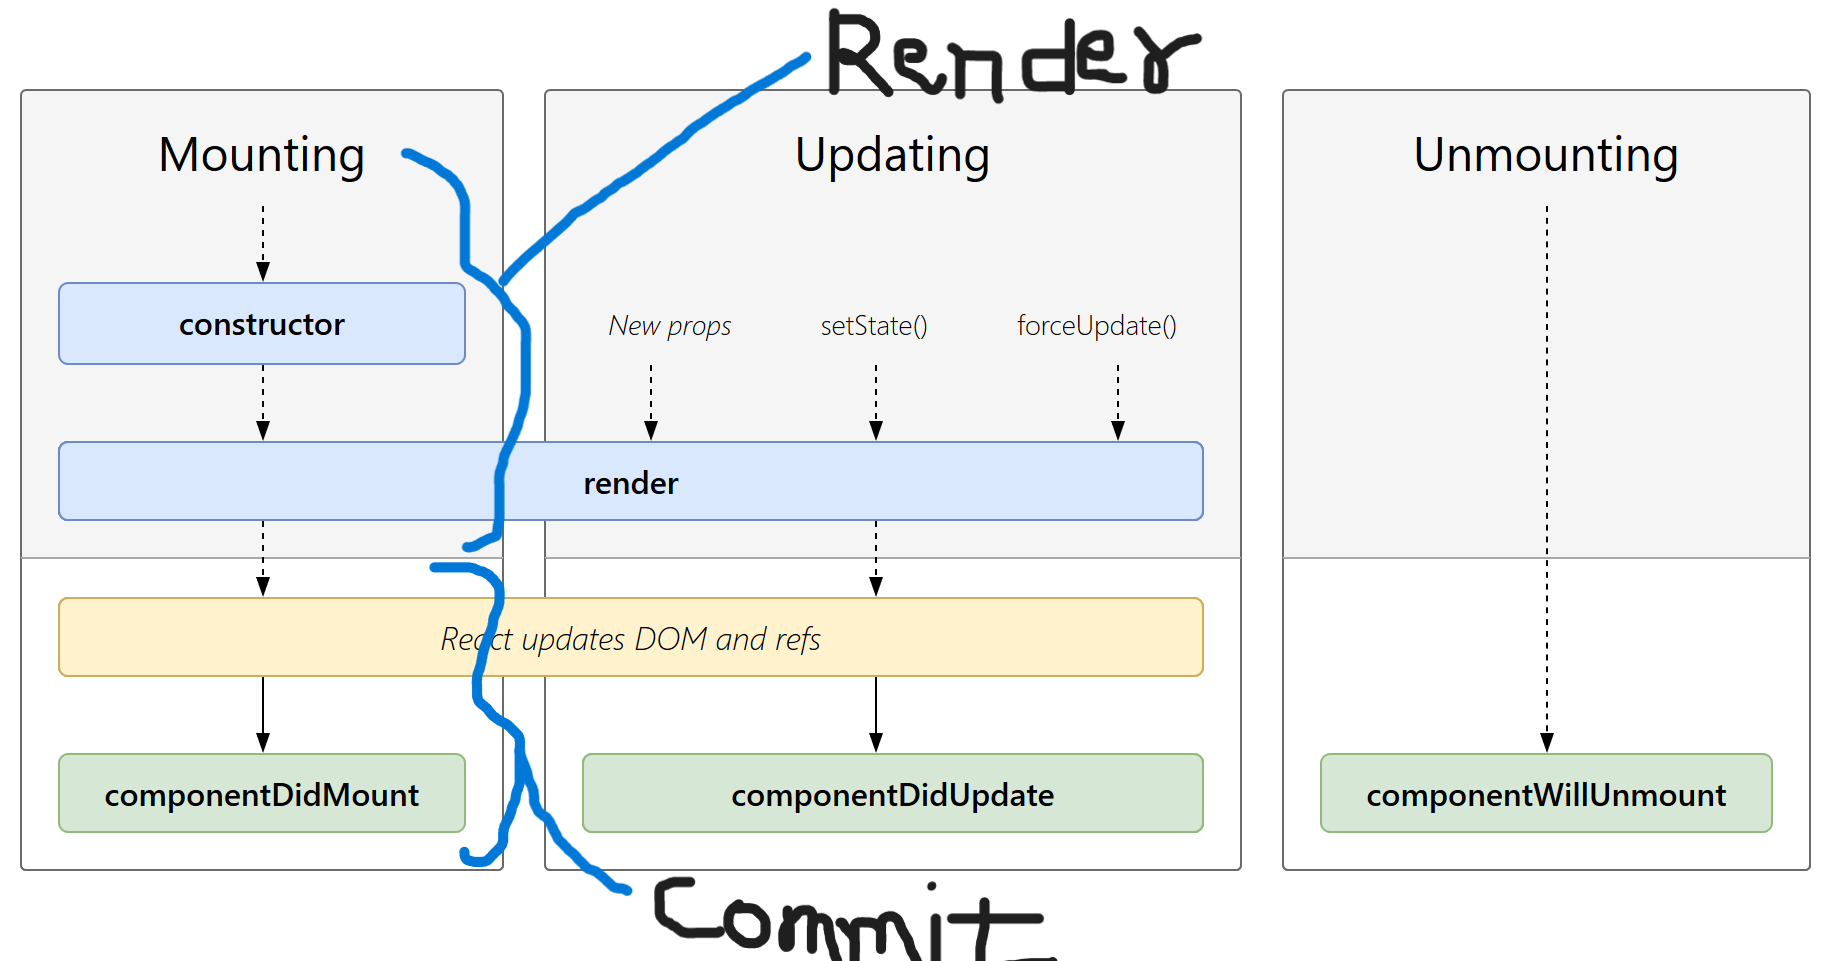 Render
Mounting
Updating
Unmounting
constructor
New props
setState()
forceUpdate()
render
React updates DOM and refs
componentDidMount
componentDidUpdate
componentWillUnmount
Commit